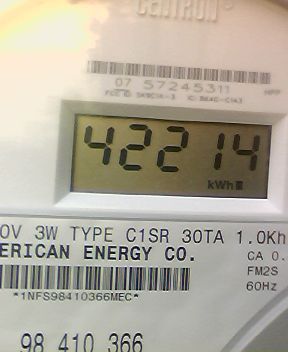 CENTRON
07 57245311
42214
kWh
0V 3W TYPE C1SR 30TA 1.0Kh
ERICAN ENERGY CO.
CA 0.
FM2S
60Hz
*1NFS98410366MEC*
98 410 366